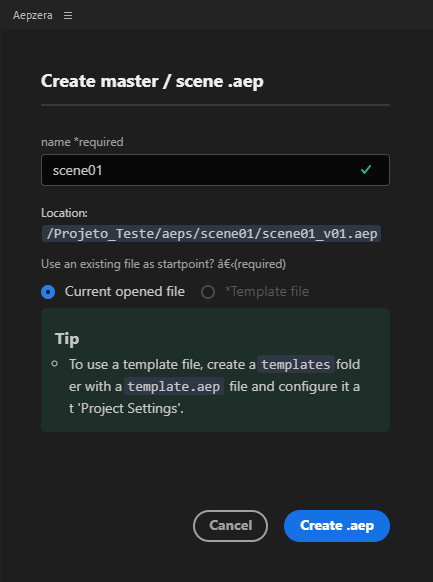 Aepzera ☰
Create master / scene .aep
name *required
scene01
Location:
/Projeto_Teste/aeps/scene01/scene01_v01.aep
Use an existing file as startpoint? â€‹(required)
Current opened file
*Template file
Tip
To use a template file, create a templates fold
er with a template.aep file and configure it a
t 'Project Settings'.
Cancel
Create .aep